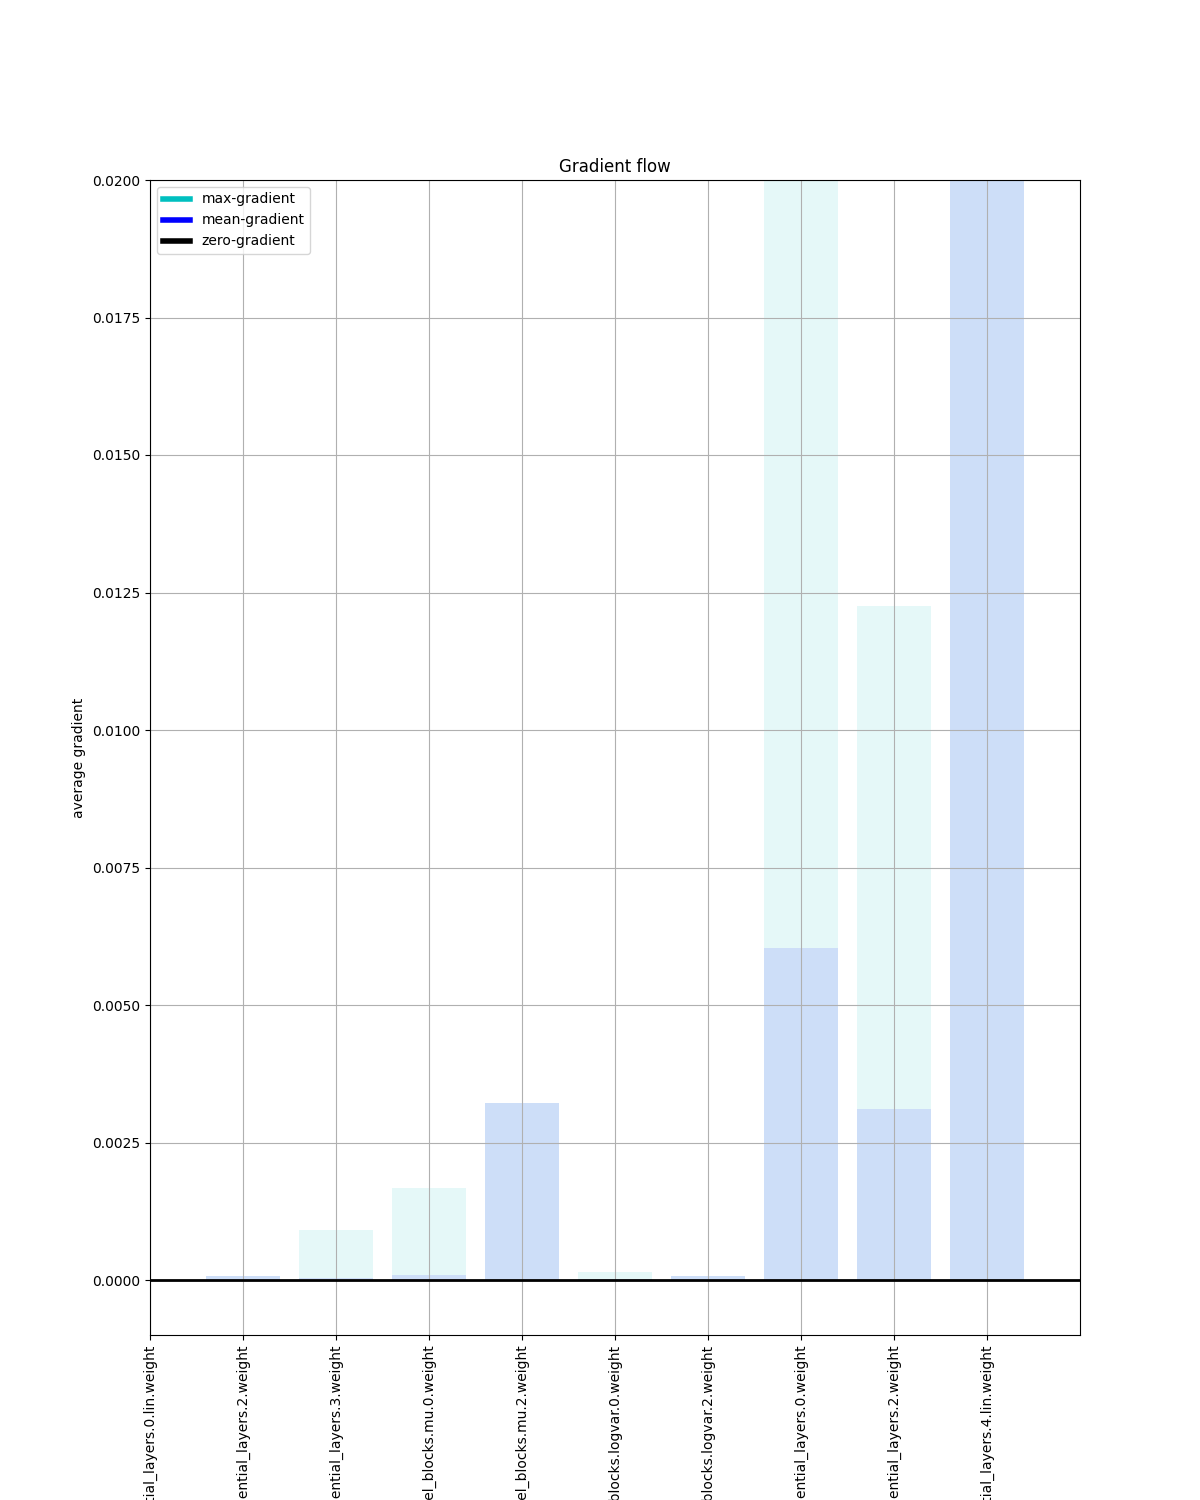 Gradient flow
max-gradient
mean-gradient
zero-gradient
0.0200
0.0175
0.0150
0.0125
0.0100
0.0075
0.0050
0.0025
0.0000
average gradient
tial_layers.0.lin.weight
ential_layers.2.weight
ential_layers.3.weight
el_blocks.mu.0.weight
el_blocks.mu.2.weight
blocks.logvar.0.weight
blocks.logvar.2.weight
ential_layers.0.weight
ential_layers.2.weight
tial_layers.4.lin.weight